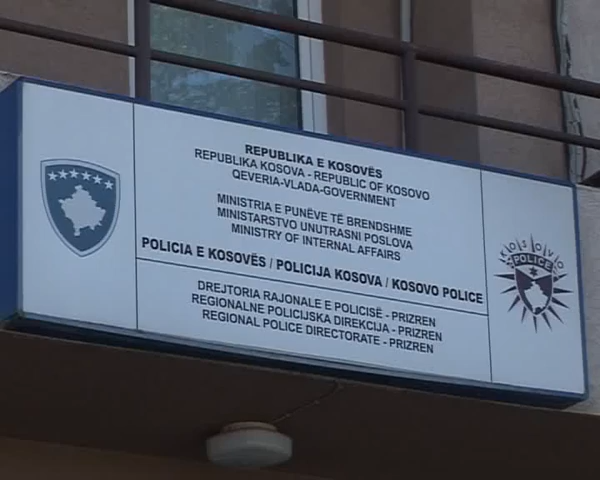 REPUBLIKA E KOSOVËS
REPUBLIKA KOSOVA - REPUBLIC OF KOSOVO
QEVERIA-VLADA-GOVERNMENT
MINISTRIA E PUNËVE TË BRENDSHME
MINISTARSTVO UNUTRASNI POSLOVA
MINISTRY OF INTERNAL AFFAIRS
POLICIA E KOSOVËS / POLICIJA KOSOVA / KOSOVO POLICE
DREJTORIA RAJONALE E POLICISË - PRIZREN
REGIONALNE POLICIJSKA DIREKCIJA - PRIZREN
REGIONAL POLICE DIRECTORATE - PRIZREN
KOSOVO
POLICE